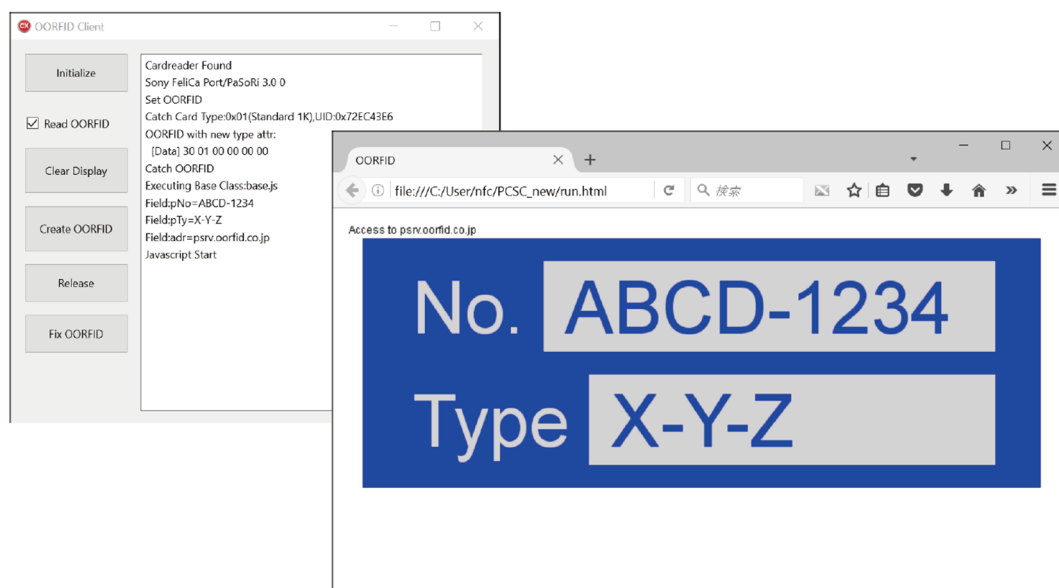 OORFID Client
Initialize
Read OORFID
Clear Display
Create OORFID
Release
Fix OORFID
Cardreader Found
Sony FeliCa Port/PaSoRi 3.0 0
Set OORFID
Catch Card Type:0x01(Standard 1K),UID:0x72EC43E6
OORFID with new type attr:
[Data] 30 01 00 00 00 00
Catch OORFID
Executing Base Class:base.js
Field:pNo=ABCD-1234
Field:pTy=X-Y-Z
Field:adr=psrv.oorfid.co.jp
Javascript Start
OORFID
file:///C:/User/nfc/PCSC_new/run.html
検索
Access to psrv.oorfid.co.jp
No. ABCD-1234
Type X-Y-Z